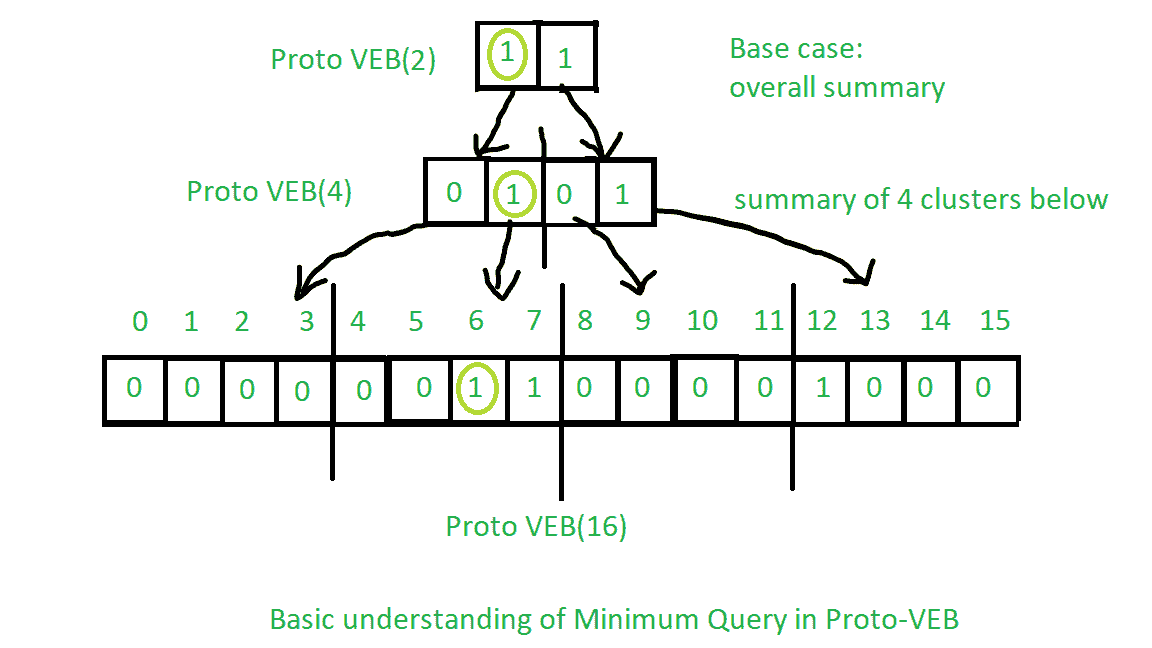 Proto VEB(2)
1 1
Base case:
overall summary
Proto VEB(4)
0 1 0 1
summary of 4 clusters below
0 1 2 3 4 5 6 7 8 9 10 11 12 13 14 15
0 0 0 0 0 0 1 1 0 0 0 0 1 0 0 0
Proto VEB(16)
Basic understanding of Minimum Query in Proto-VEB